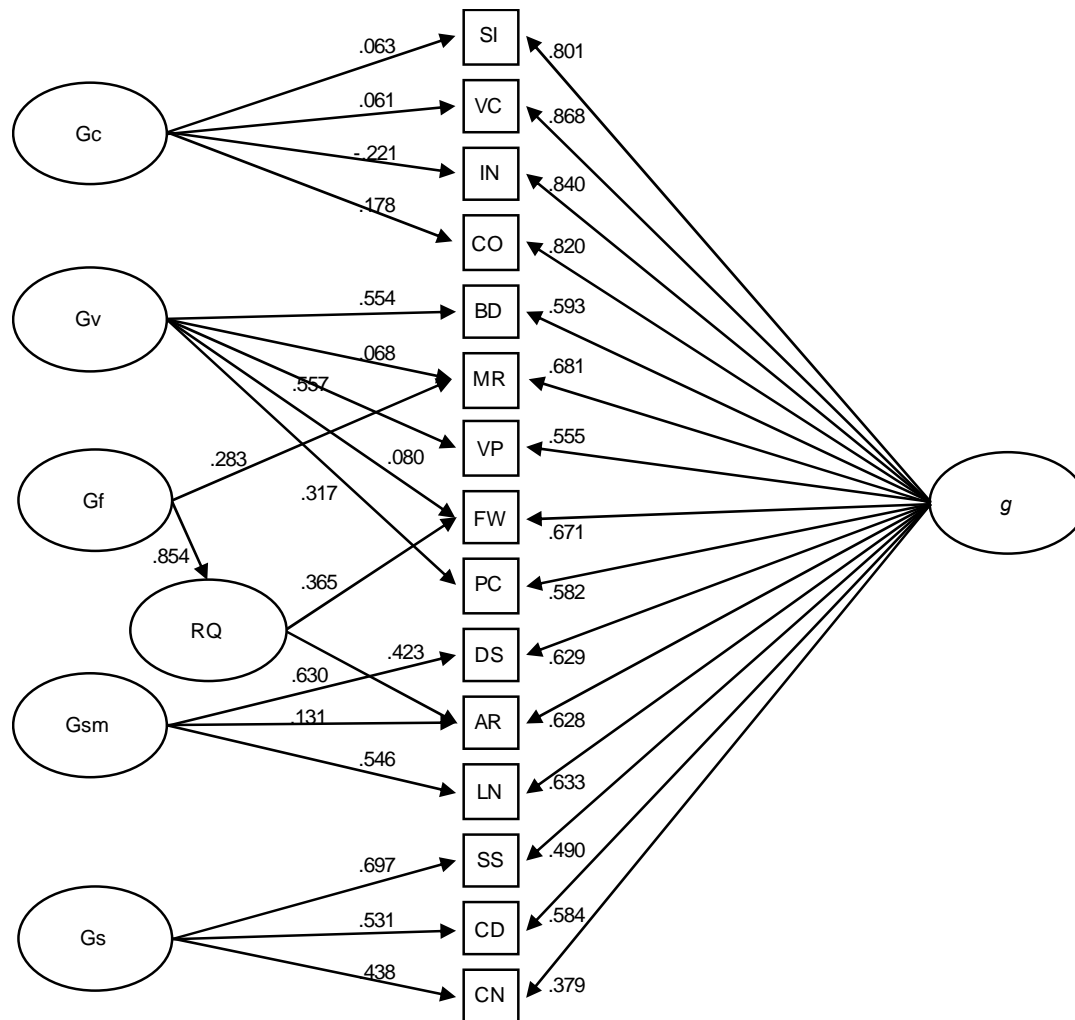 SI
.063
.801
VC
.061
.868
Gc
IN
-.221
.840
CO
.178
.820
BD
.554
.593
Gv
MR
.068
.681
.557
VP
.555
.080
.283
.317
Gf
FW
.671
g
.854
.365
PC
.582
RQ
DS
.423
.629
.630
Gsm
.131
AR
.628
.546
LN
.633
SS
.697
.490
Gs
.531
CD
.584
.438
CN
.379